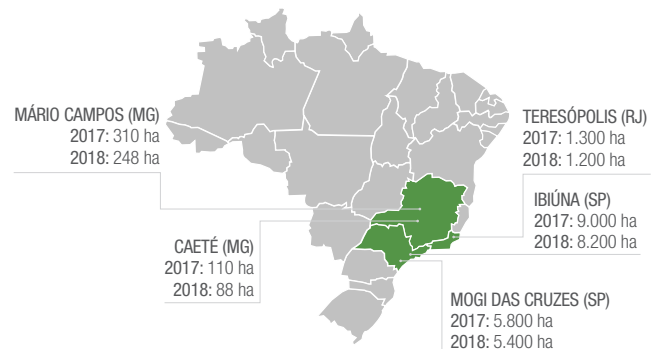 MÁRIO CAMPOS (MG)
2017: 310 ha
2018: 248 ha
CAETÉ (MG)
2017: 110 ha
2018: 88 ha
TERESÓPOLIS (RJ)
2017: 1.300 ha
2018: 1.200 ha
IBIÚNA (SP)
2017: 9.000 ha
2018: 8.200 ha
MOGI DAS CRUZES (SP)
2017: 5.800 ha
2018: 5.400 ha